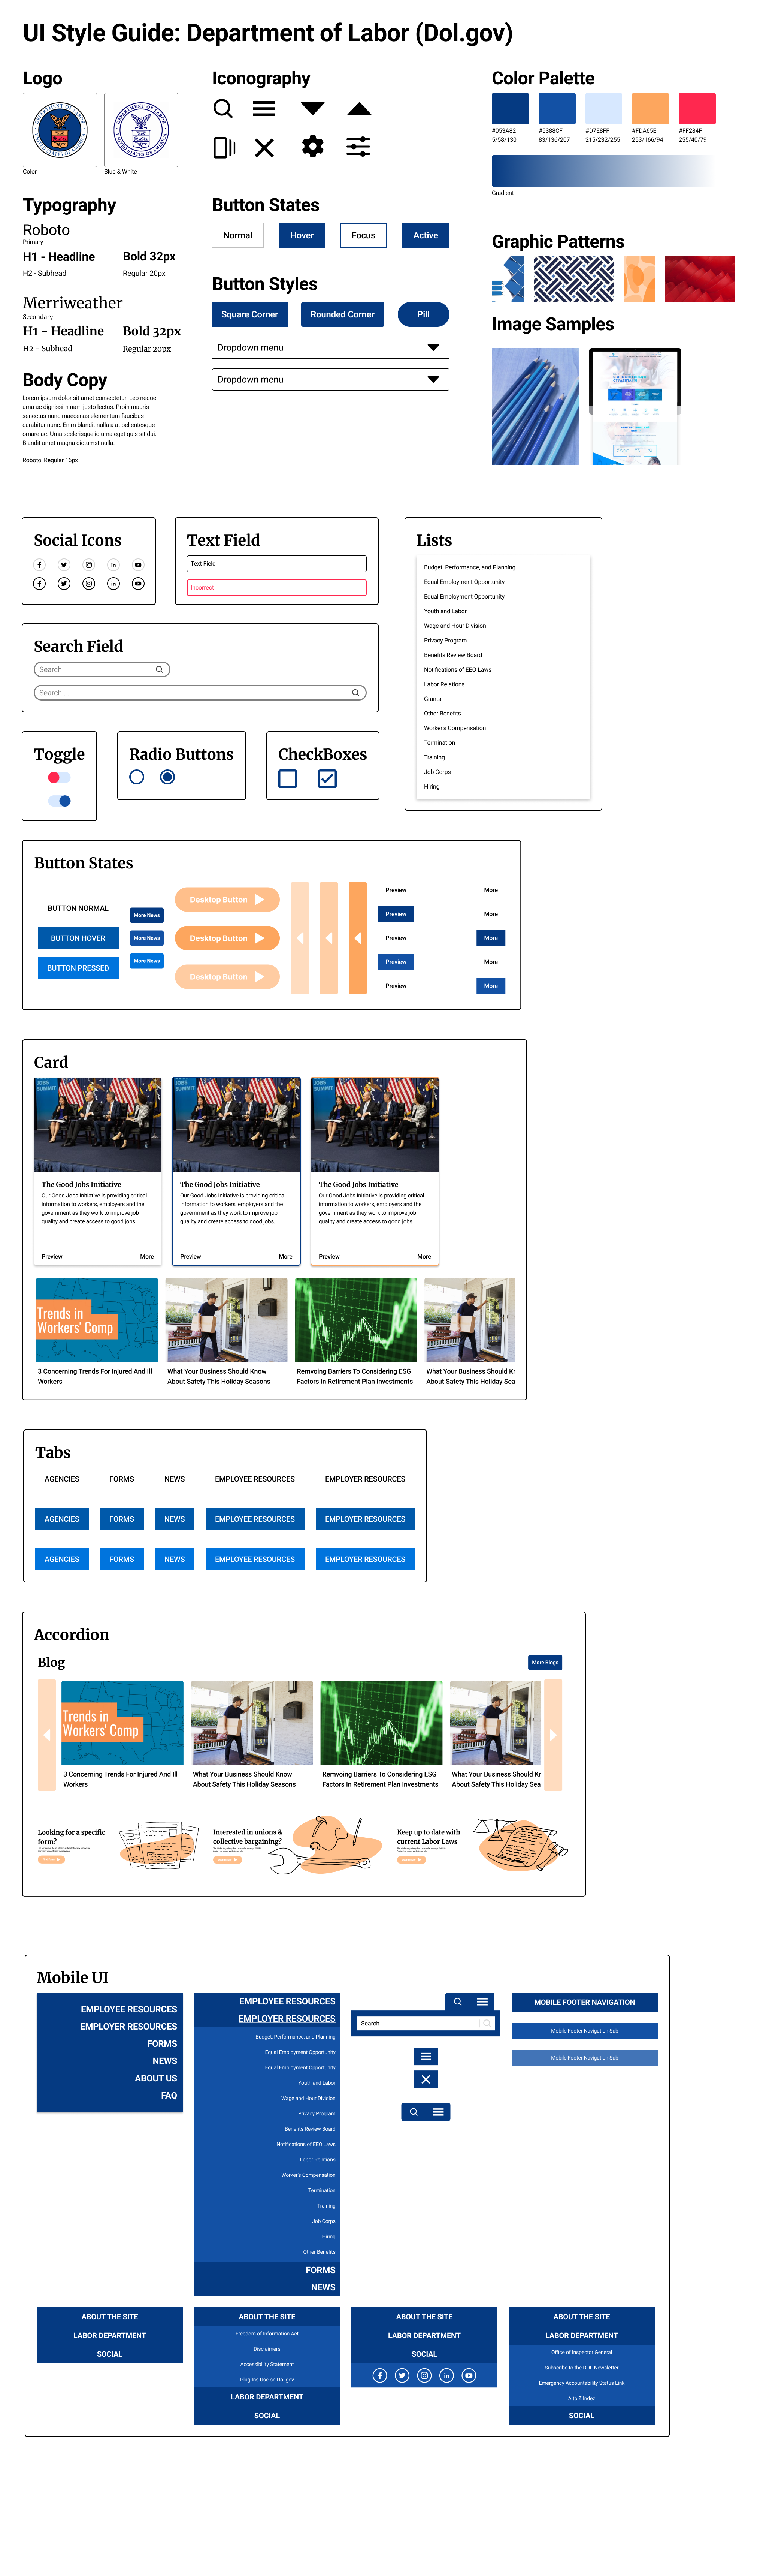 UI Style Guide: Department of Labor (Dol.gov)
Logo
Color
Blue & White
Iconography
Color Palette
#053A82
5/58/130
#5388CF
83/136/207
#D7E8FF
215/232/255
#FDA65E
253/166/94
#FF284F
255/40/79
Gradient
Typography
Roboto
Primary
H1 - Headline
Bold 32px
H2 - Subhead
Regular 20px
Merriweather
Secondary
H1 - Headline
Bold 32px
H2 - Subhead
Regular 20px
Body Copy
Lorem ipsum dolor sit amet consectetur. Leo neque
urna ac dignissim nam justo lectus. Proin mauris
senectus nunc maecenas elementum faucibus
curabitur nunc. Enim blandit nulla a at pellentesque
ornare ac. Urna scelerisque id urna eget quis sit dui.
Blandit amet magna dictumst nulla.
Roboto, Regular 16px
Button States
Normal
Hover
Focus
Active
Button Styles
Square Corner
Rounded Corner
Pill
Dropdown menu
Dropdown menu
Graphic Patterns
Image Samples
Social Icons
Text Field
Text Field
Incorrect
Search Field
Search
Search . . .
Toggle
Radio Buttons
CheckBoxes
Lists
Budget, Performance, and Planning
Equal Employment Opportunity
Equal Employment Opportunity
Youth and Labor
Wage and Hour Division
Privacy Program
Benefits Review Board
Notifications of EEO Laws
Labor Relations
Grants
Other Benefits
Worker's Compensation
Termination
Training
Job Corps
Hiring
Button States
BUTTON NORMAL
BUTTON HOVER
BUTTON PRESSED
More News
More News
More News
Desktop Button
Desktop Button
Desktop Button
Preview
Preview
Preview
Preview
Preview
More
More
More
More
More
Card
JOBS
SUMMIT
The Good Jobs Initiative
Our Good Jobs Initiative is providing critical
information to workers, employers and the
government as they work to improve job
quality and create access to good jobs.
Preview
More
JOBS
SUMMIT
The Good Jobs Initiative
Our Good Jobs Initiative is providing critical
information to workers, employers and the
government as they work to improve job
quality and create access to good jobs.
Preview
More
JOBS
SUMMIT
The Good Jobs Initiative
Our Good Jobs Initiative is providing critical
information to workers, employers and the
government as they work to improve job
quality and create access to good jobs.
Preview
More
Trends in
Workers' Comp
3 Concerning Trends For Injured And Ill
Workers
What Your Business Should Know
About Safety This Holiday Seasons
Remvoing Barriers To Considering ESG
Factors In Retirement Plan Investments
What Your Business Should Kr
About Safety This Holiday Sea
Tabs
AGENCIES
FORMS
NEWS
EMPLOYEE RESOURCES
EMPLOYER RESOURCES
AGENCIES
FORMS
NEWS
EMPLOYEE RESOURCES
EMPLOYER RESOURCES
AGENCIES
FORMS
NEWS
EMPLOYEE RESOURCES
EMPLOYER RESOURCES
Accordion
Blog
More Blogs
Trends in
Workers' Comp
3 Concerning Trends For Injured And Ill
Workers
What Your Business Should Know
About Safety This Holiday Seasons
Remvoing Barriers To Considering ESG
Factors In Retirement Plan Investments
What Your Business Should Kr
About Safety This Holiday Sea
Looking for a specific
form?
Interested in unions &
collective bargaining?
Keep up to date with
current Labor Laws
Mobile UI
EMPLOYEE RESOURCES
EMPLOYER RESOURCES
FORMS
NEWS
ABOUT US
FAQ
EMPLOYEE RESOURCES
EMPLOYER RESOURCES
Budget, Performance, and Planning
Equal Employment Opportunity
Equal Employment Opportunity
Youth and Labor
Wage and Hour Division
Privacy Program
Benefits Review Board
Notifications of EEO Laws
Labor Relations
Worker's Compensation
Termination
Training
Job Corps
Hiring
Other Benefits
FORMS
NEWS
Search
MOBILE FOOTER NAVIGATION
Mobile Footer Navigation Sub
Mobile Footer Navigation Sub
ABOUT THE SITE
LABOR DEPARTMENT
SOCIAL
ABOUT THE SITE
Freedom of Information Act
Disclaimers
Accessibility Statement
Plug-Ins Use on Dol.gov
LABOR DEPARTMENT
SOCIAL
ABOUT THE SITE
LABOR DEPARTMENT
SOCIAL
ABOUT THE SITE
LABOR DEPARTMENT
Office of Inspector General
Subscribe to the DOL Newsletter
Emergency Accountability Status Link
A to Z Index
SOCIAL